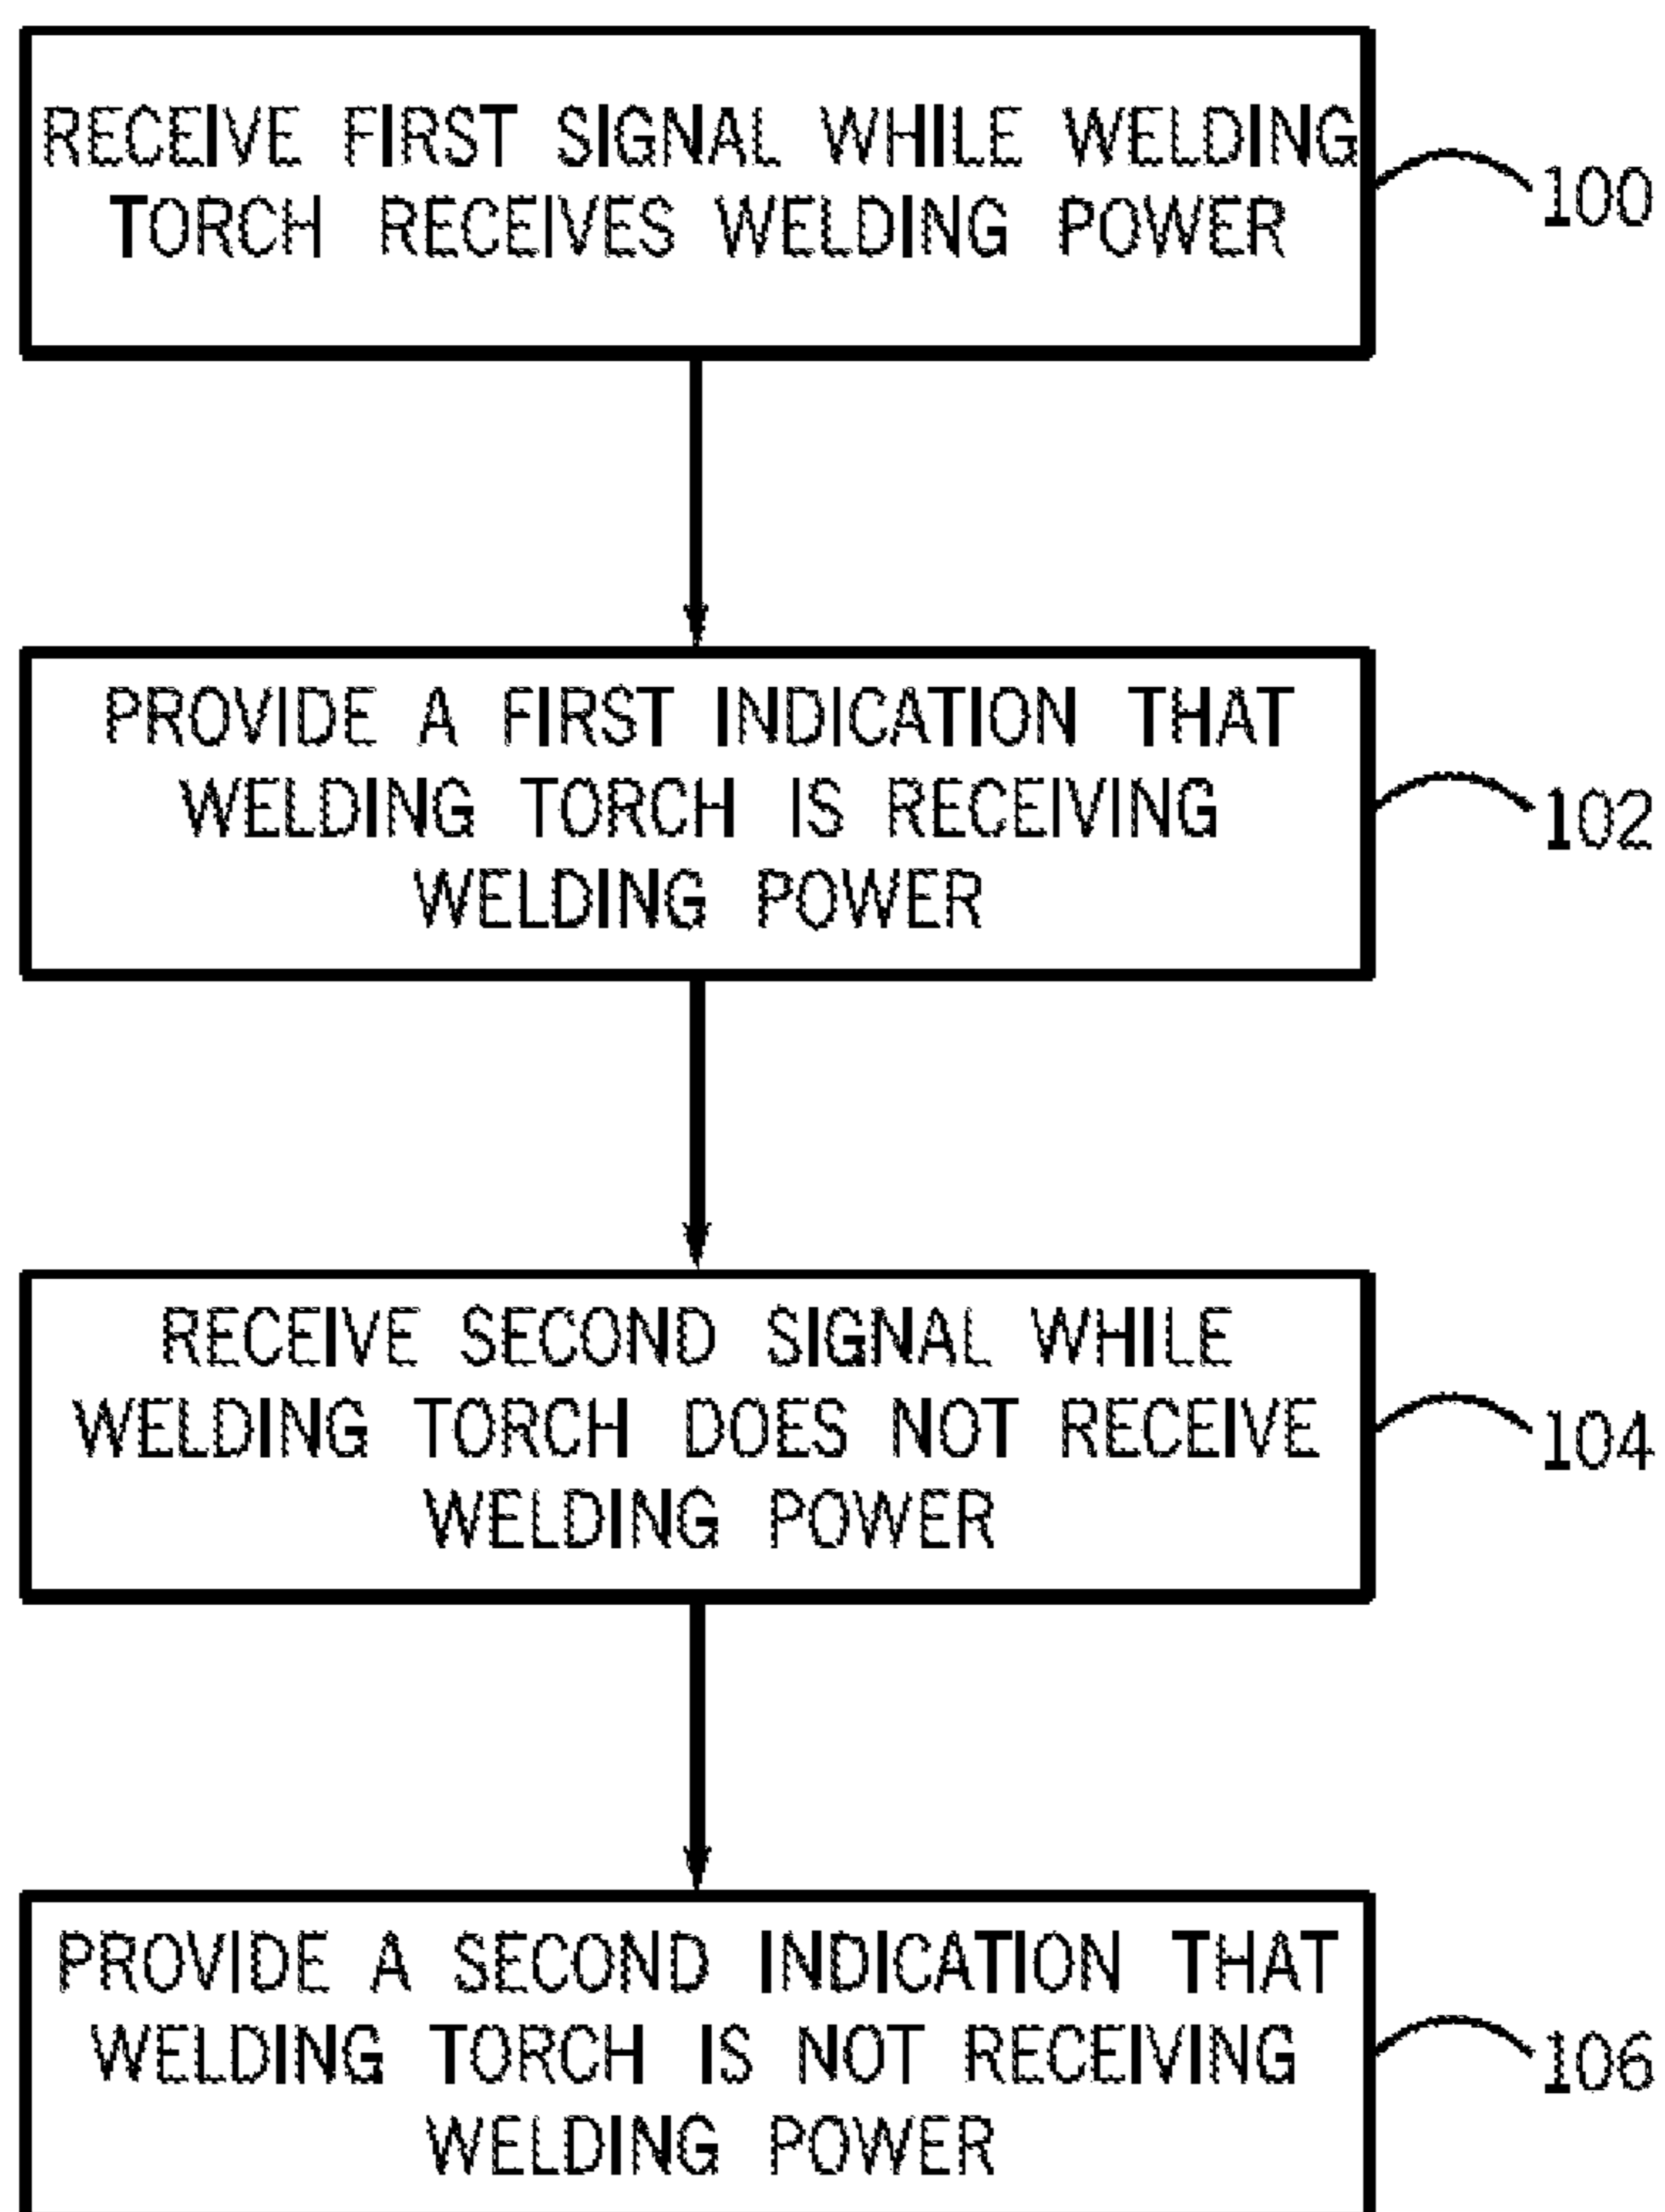 RECEIVE FIRST SIGNAL WHILE WELDING
TORCH RECEIVES WELDING POWER
100
PROVIDE A FIRST INDICATION THAT
WELDING TORCH IS RECEIVING
WELDING POWER
102
RECEIVE SECOND SIGNAL WHILE
WELDING TORCH DOES NOT RECEIVE
WELDING POWER
104
PROVIDE A SECOND INDICATION THAT
WELDING TORCH IS NOT RECEIVING
WELDING POWER
106